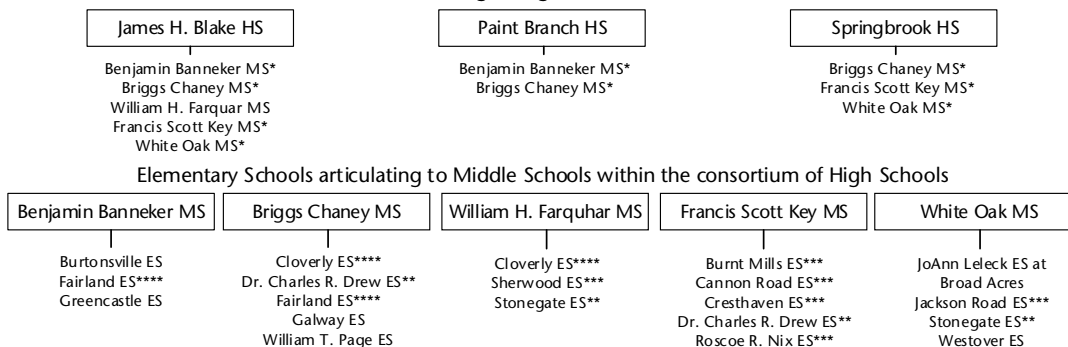 James H. Blake HS
Paint Branch HS
Springbrook HS
Benjamin Banneker MS*
Briggs Chaney MS*
William H. Farquar MS
Francis Scott Key MS*
White Oak MS*
Benjamin Banneker MS*
Briggs Chaney MS*
Briggs Chaney MS*
Francis Scott Key MS*
White Oak MS*
Elementary Schools articulating to Middle Schools within the consortium of High Schools
Benjamin Banneker MS
Briggs Chaney MS
William H. Farquhar MS
Francis Scott Key MS
White Oak MS
Burtonsville ES
Fairland ES****
Greencastle ES
Cloverly ES****
Dr. Charles R. Drew ES**
Fairland ES****
Galway ES
William T. Page ES
Cloverly ES****
Sherwood ES***
Stonegate ES**
Burnt Mills ES***
Cannon Road ES***
Cresthaven ES***
Dr. Charles R. Drew ES**
Roscoe R. Nix ES***
JoAnn Leleck ES at
Broad Acres
Jackson Road ES***
Stonegate ES**
Westover ES